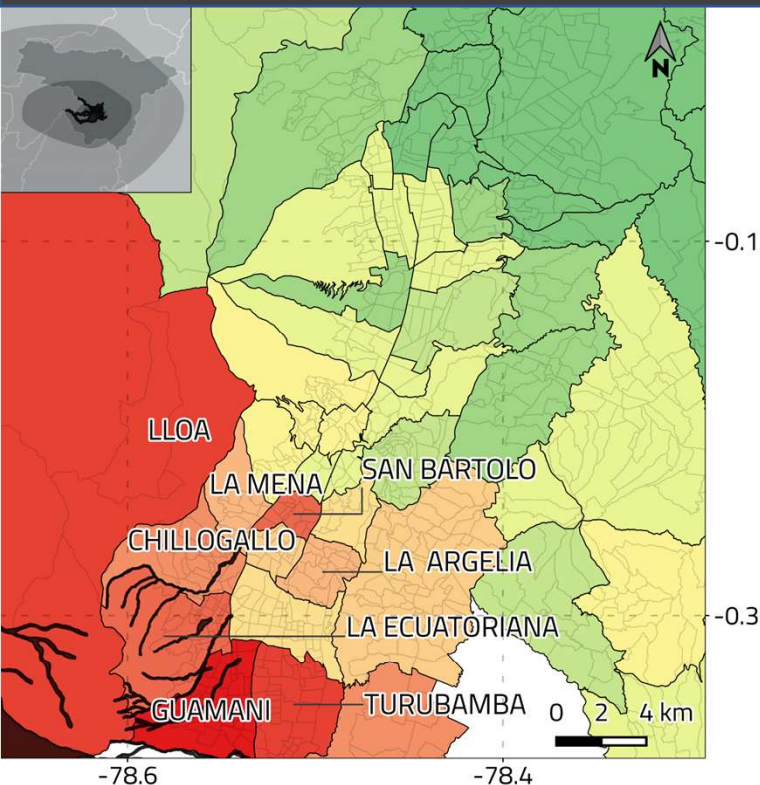 N
-0.1
LLOA
SAN BARTOLO
LA MENA
CHILLOGALLO
LA ARGELIA
-0.3
LA ECUATORIANA
GUAMANI
TURUBAMBA
0 2 4 km
-78.6
-78.4